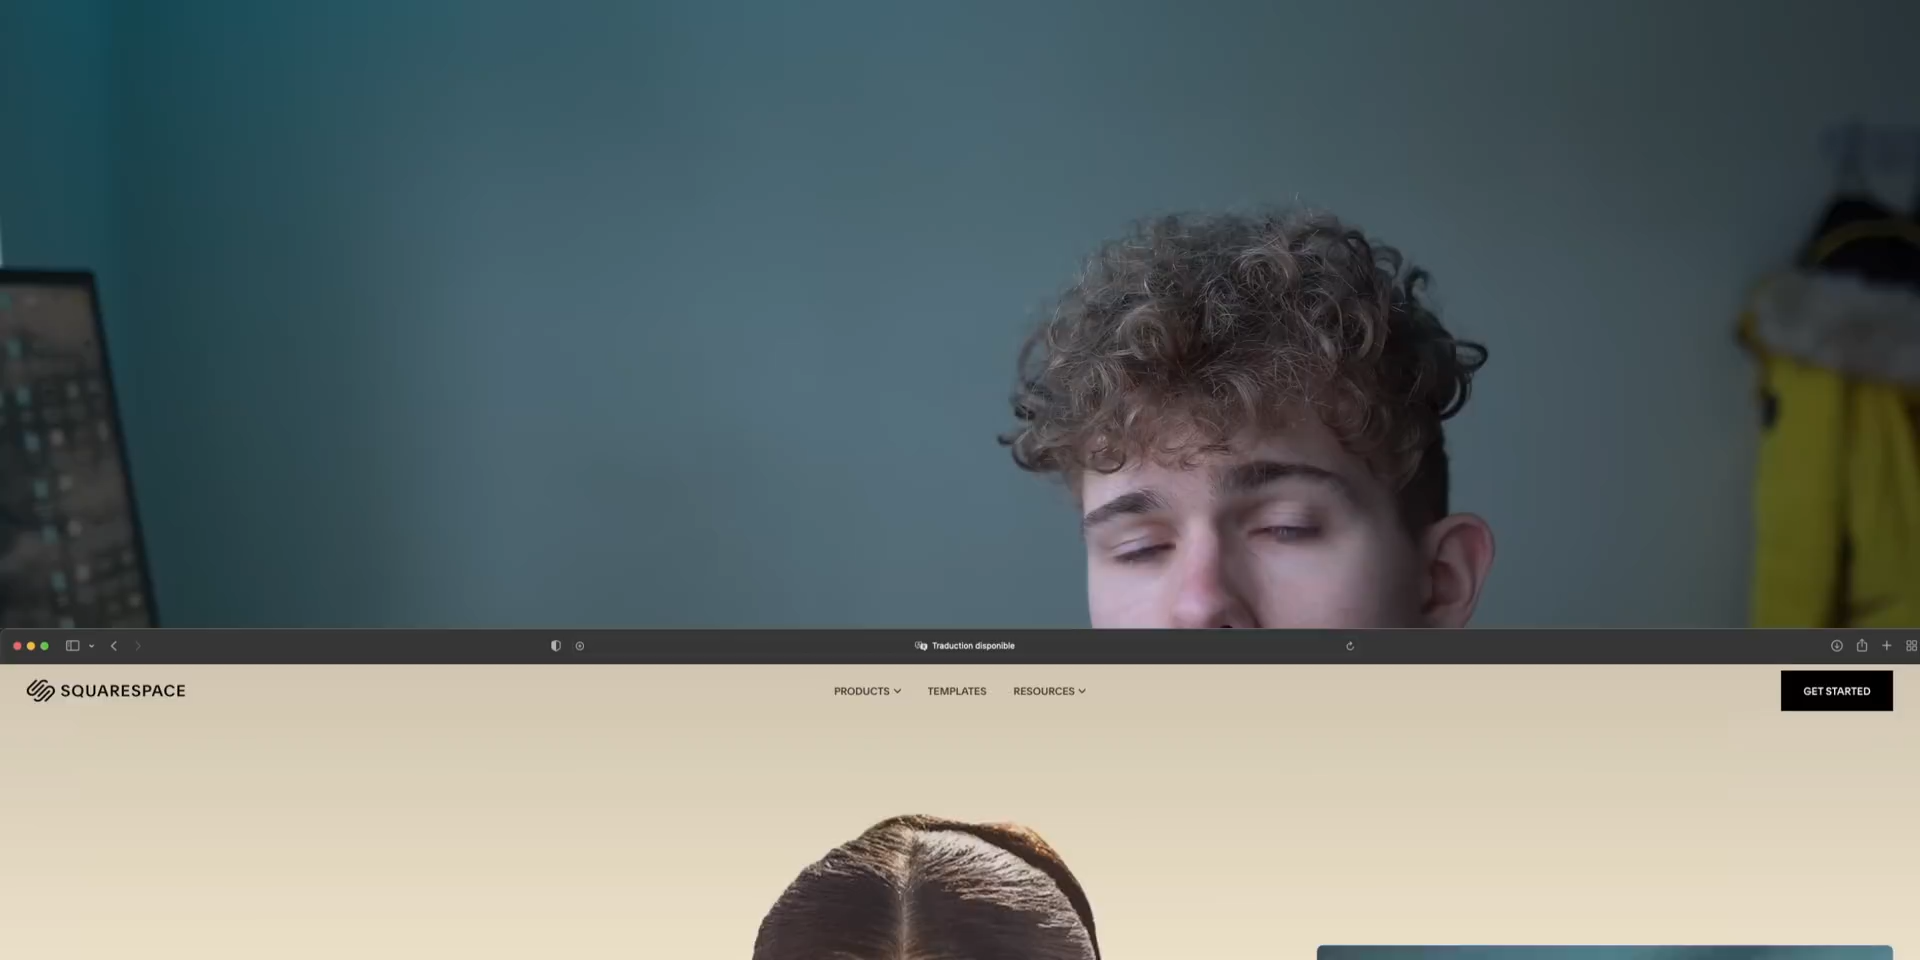 Traduction disponible
SQUARESPACE
PRODUCTS
TEMPLATES
RESOURCES
GET STARTED